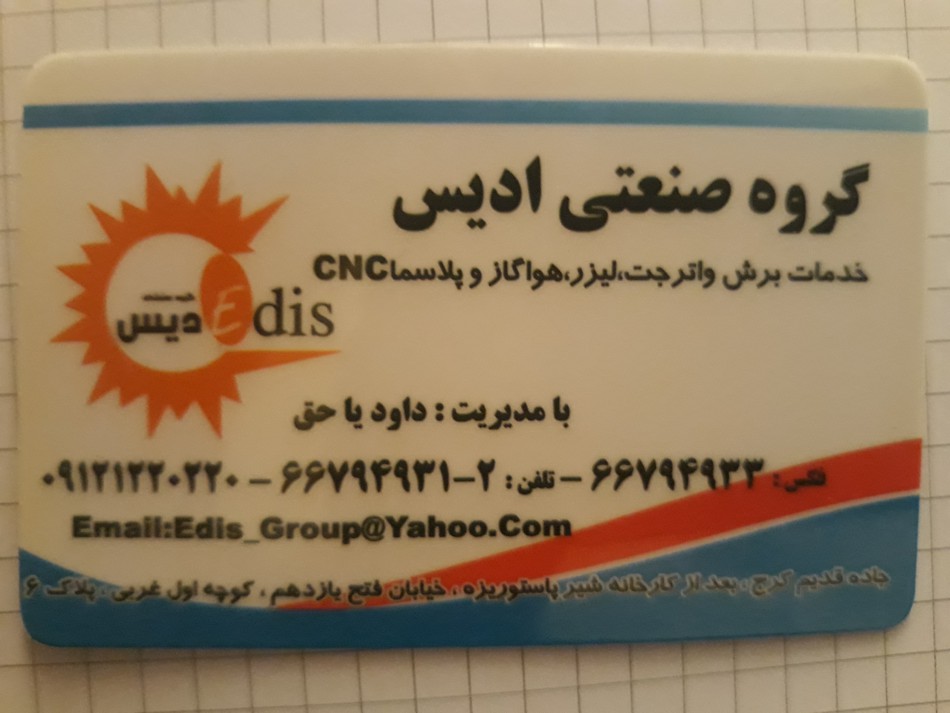 گروه صنعتی ادیس
خدمات برش واترجت،لیزر،هواگاز و پلاسماCNC
Edis
دیس
با مدیریت : داود یا حق
فکس: ۶۶۷۹۴۹۳۳ – تلفن: ۲-۶۶۷۹۴۹۳۱ – ۰۹۱۲۱۲۲۰۲۲۰
Email:Edis_Group@Yahoo.Com
جاده قدیم کرج ، بعد از کارخانه شیر پاستوریزه ، خیابان فتح یازدهم ، کوچه اول غربی ، پلاک ۶